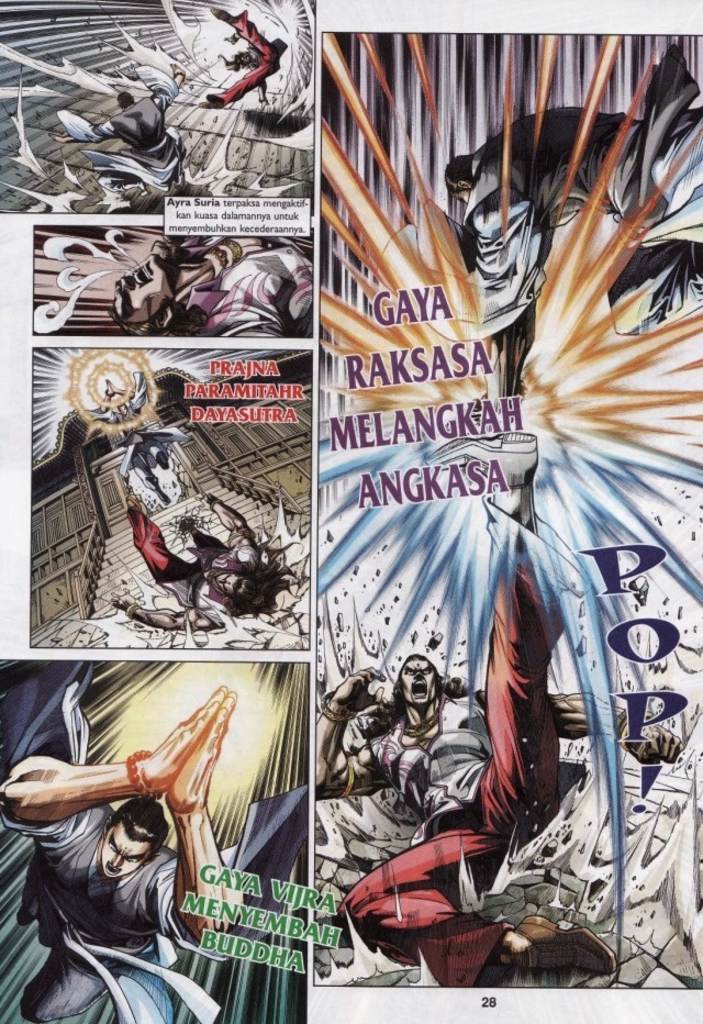 Ayra Suria terpaksa mengaktif-
kan kuasa dalamannya untuk
menyembuhkan kecederaannya.
PRAJNA
PARAMITAHR
DAYASUTRA
GAYA VIJRA
MENYEMBAH
BUDDHA
GAYA
RAKSASA
MELANGKAH
ANGKASA
POP!
28